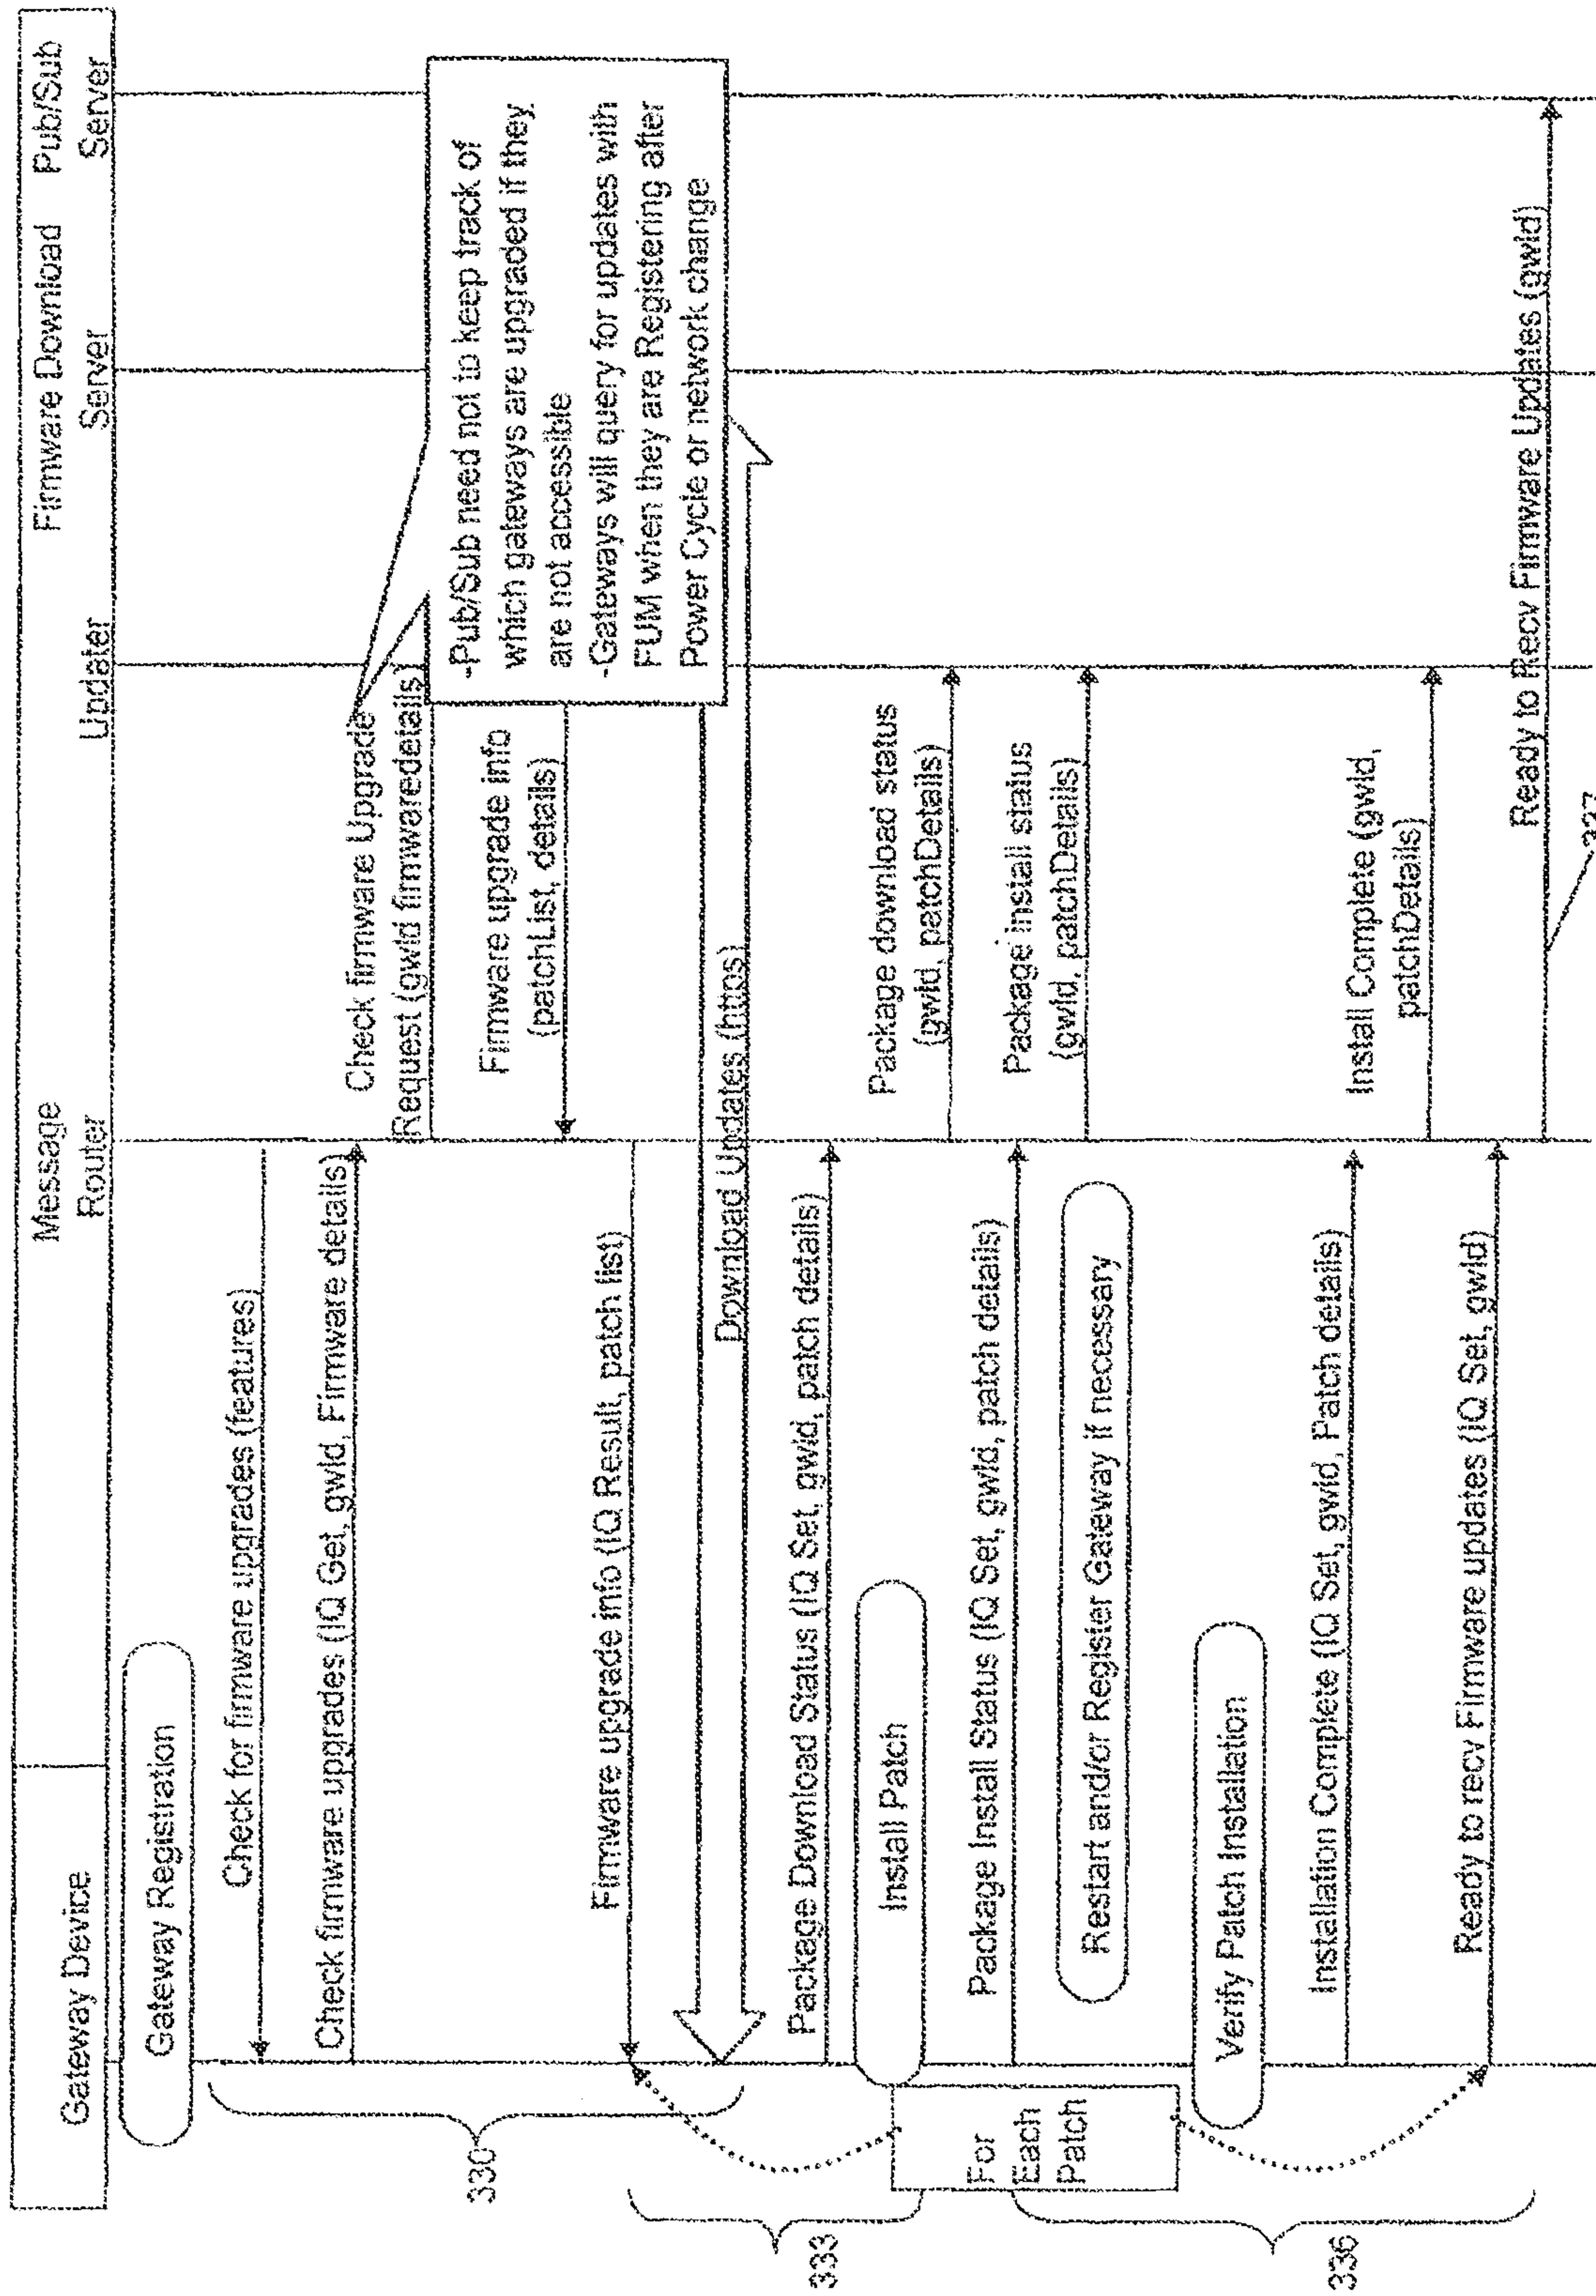 Gateway Device
Message
Router
Updater
Firmware Download
Server
Pub/Sub
Server
Gateway Registration
Check for firmware upgrades (features)
Check firmware upgrades (IQ Get, gwId, Firmware details)
Check firmware Upgrade
Request (gwId firmwaredetails)
-Pub/Sub need not to keep track of
which gateways are upgraded if they
are not accessible
-Gateways will query for updates with
FUM when they are Registering after
Power Cycle or network change
Firmware upgrade info
(patchList, details)
Firmware upgrade info (IQ Result, patch list)
330
Download Updates (https)
Package Download Status (IQ Set, gwId, patch details)
Package download status
(gwId, patchDetails)
Install Patch
333
For
Each
Patch
Package Install Status (IQ Set, gwId, patch details)
Package install status
(gwId, patchDetails)
Restart and/or Register Gateway if necessary
Verify Patch Installation
Installation Complete (IQ Set, gwId, Patch details)
Install Complete (gwId,
patchDetails)
336
Ready to recv Firmware updates (IQ Set, gwId)
Ready to Recv Firmware Updates (gwId)
337